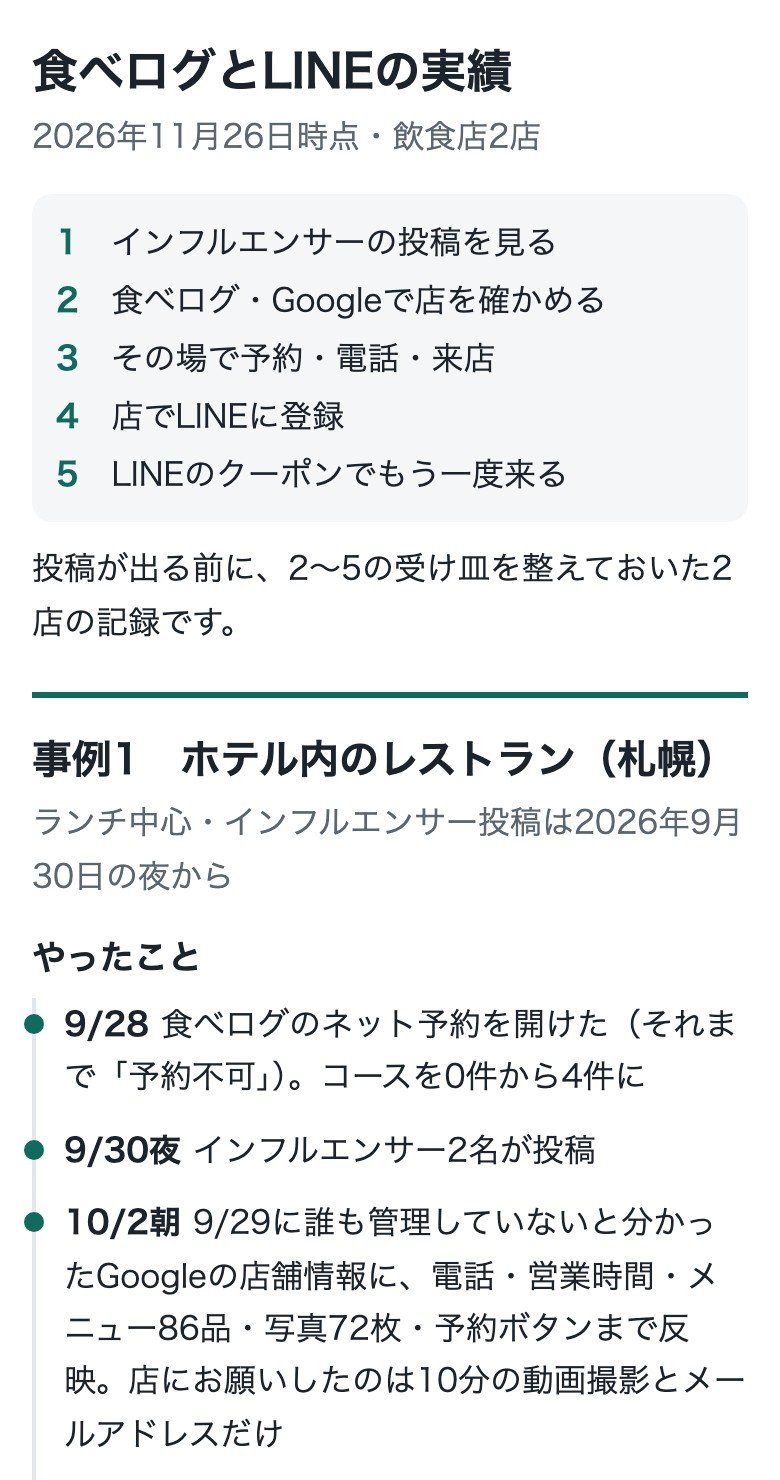 食べログとLINEの実績
2026年11月26日時点・飲食店2店
1 インフルエンサーの投稿を見る
2 食べログ・Googleで店を確かめる
3 その場で予約・電話・来店
4 店でLINEに登録
5 LINEのクーポンでもう一度来る
投稿が出る前に、2〜5の受け皿を整えておいた2
店の記録です。
事例1　ホテル内のレストラン（札幌）
ランチ中心・インフルエンサー投稿は2026年9月
30日の夜から
やったこと
9/28 食べログのネット予約を開けた（それま
で「予約不可」）。コースを0件から4件に
9/30夜 インフルエンサー2名が投稿
10/2朝 9/29に誰も管理していないと分かっ
たGoogleの店舗情報に、電話・営業時間・メ
ニュー86品・写真72枚・予約ボタンまで反
映。店にお願いしたのは10分の動画撮影とメー
ルアドレスだけ